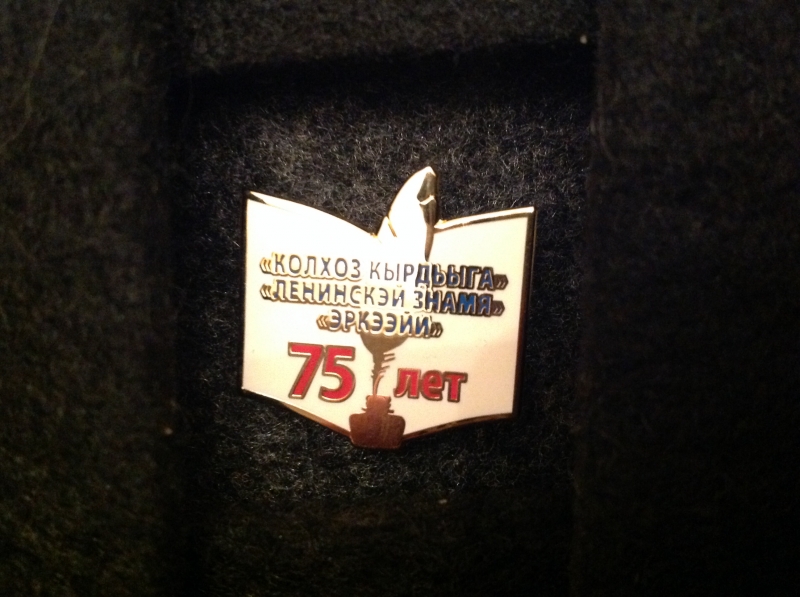 «КОЛХОЗ КЫРДЬЫГА»
«ЛЕНИНСКЭЙ ЗНАМЯ»
«ЭРКЭЭЙИ»
75 лет